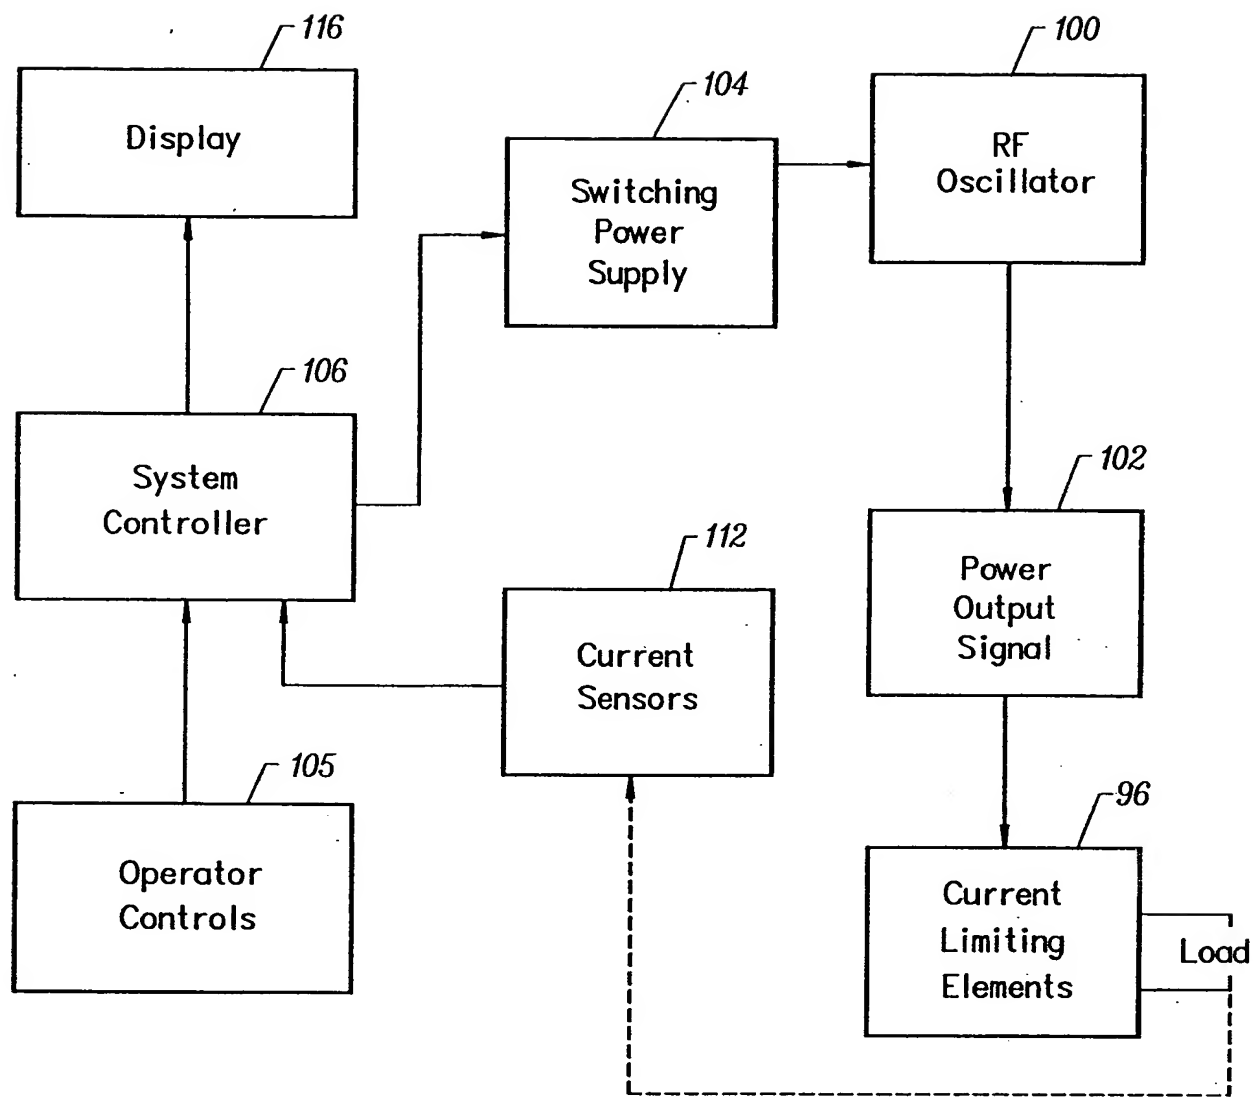 116
Display
104
Switching
Power
Supply
100
RF
Oscillator
106
System
Controller
112
Current
Sensors
102
Power
Output
Signal
105
Operator
Controls
96
Current
Limiting
Elements
Load